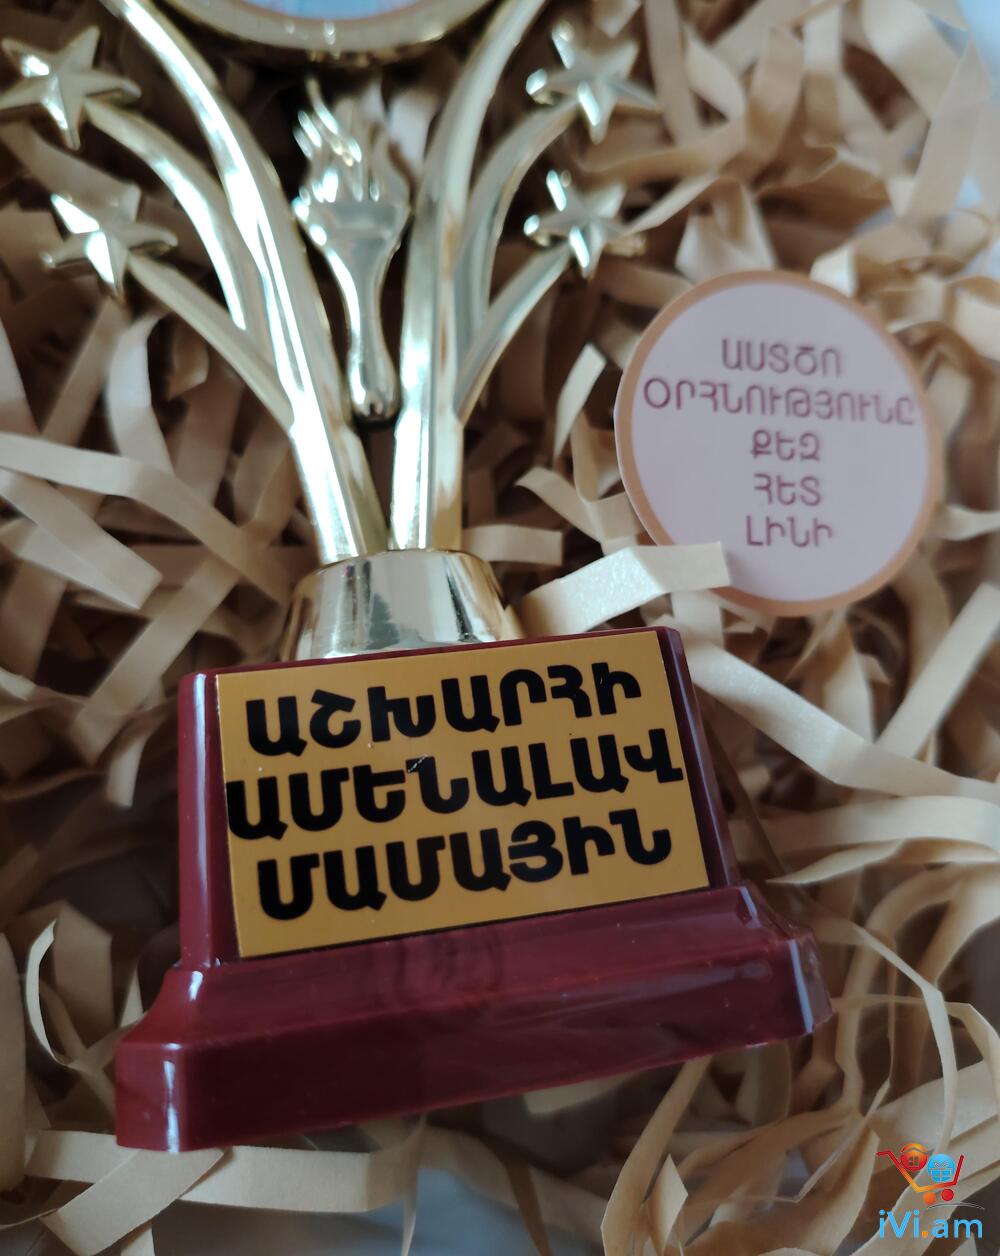 ԱՍՏԾՈ
ՕՐՀՆՈՒԹՅՈՒՆԸ
ՔԵԶ
ՀԵՏ
ԼԻՆԻ
ԱՇԽԱՐՀԻ
ԱՄԵՆԱԼԱՎ
ՄԱՄԱՅԻՆ
iVi.am